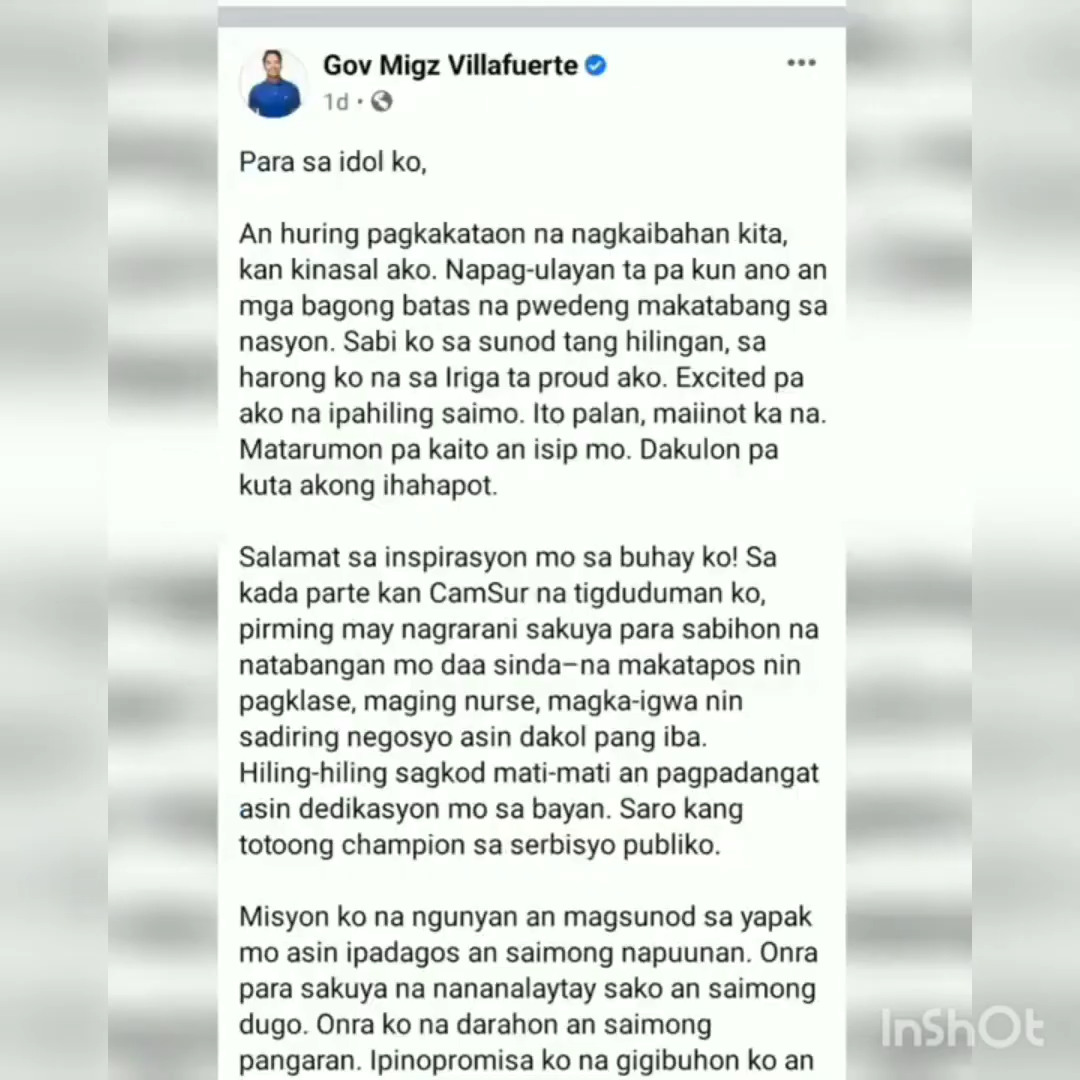 Gov Migz Villafuerte
1d
Para sa idol ko,
An huring pagkakataon na nagkaibahan kita,
kan kinasal ako. Napag-ulayan ta pa kun ano an
mga bagong batas na pwedeng makatabang sa
nasyon. Sabi ko sa sunod tang hilingan, sa
harong ko na sa Iriga ta proud ako. Excited pa
ako na ipahiling saimo. Ito palan, maiinot ka na.
Matarumon pa kaito an isip mo. Dakulon pa
kuta akong ihahapot.
Salamat sa inspirasyon mo sa buhay ko! Sa
kada parte kan CamSur na tigduduman ko,
pirming may nagrarani sakuya para sabihon na
natabangan mo daa sinda–na makatapos nin
pagklase, maging nurse, magka-igwa nin
sadiring negosyo asin dakol pang iba.
Hiling-hiling sagkod mati-mati an pagpadangat
asin dedikasyon mo sa bayan. Saro kang
totoong champion sa serbisyo publiko.
Misyon ko na ngunyan an magsunod sa yapak
mo asin ipadagos an saimong napuunan. Onra
para sakuya na nananalaytay sako an saimong
dugo. Onra ko na darahon an saimong
pangaran. Ipinopromisa ko na gigibuhon ko an
InShOt